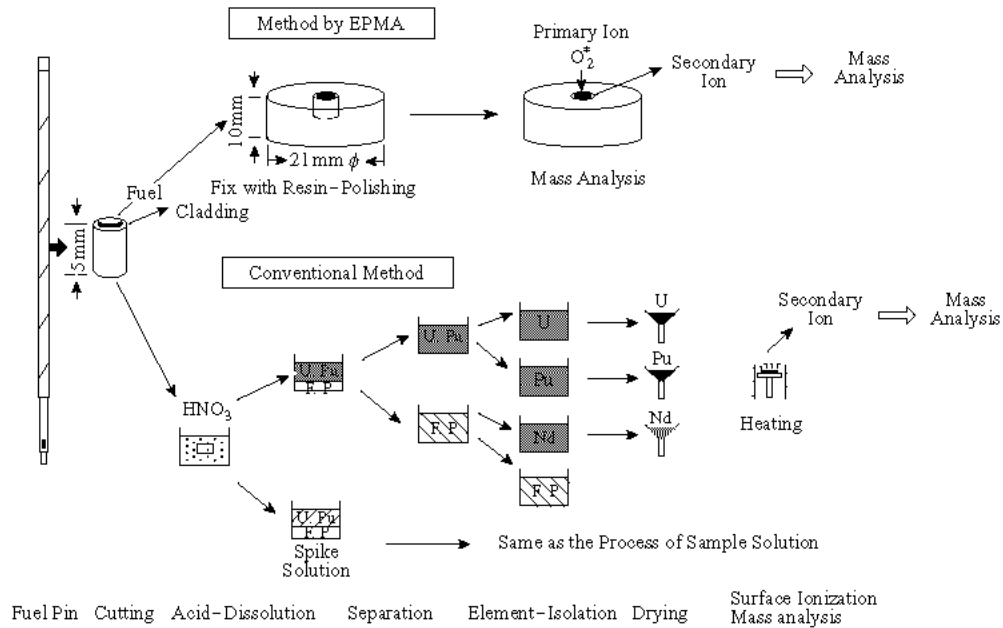 Method by EPMA
Primary Ion
O₂⁺
Secondary
Ion
Mass
Analysis
10mm
21mm ϕ
Fix with Resin-Polishing
Mass Analysis
Fuel
Cladding
15mm
Conventional Method
HNO₃
U. Pu
F. P
U. Pu
F. P
U
Pu
Nd
F. P
U
Pu
Nd
Heating
Secondary
Ion
Mass
Analysis
U. Pu
F. P
Spike
Solution
Same as the Process of Sample Solution
Fuel Pin
Cutting
Acid-Dissolution
Separation
Element-Isolation
Drying
Surface Ionization
Mass analysis